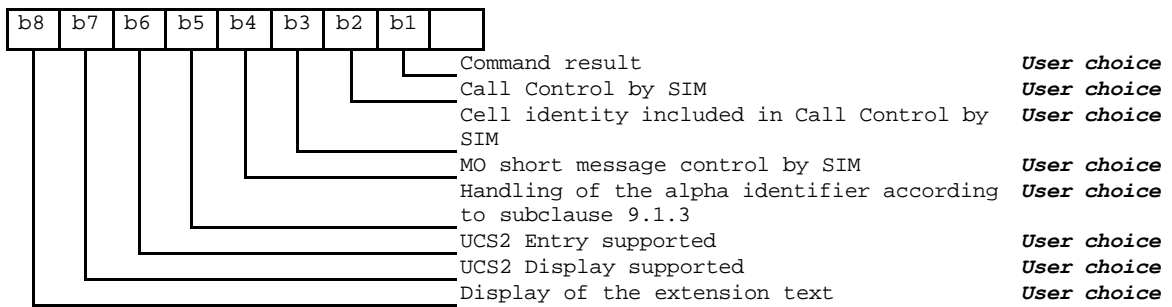 b8 b7 b6 b5 b4 b3 b2 b1
Command result User choice
Call Control by SIM User choice
Cell identity included in Call Control by User choice
SIM
MO short message control by SIM User choice
Handling of the alpha identifier according User choice
to subclause 9.1.3
UCS2 Entry supported User choice
UCS2 Display supported User choice
Display of the extension text User choice